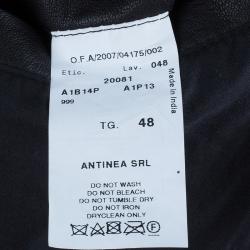 O.F.A/2007/04175/002
Etic. Lav. 048
20081
A1B14P A1P13
999
Made in India
TG. 48
ANTINEA SRL
DO NOT WASH
DO NOT BLEACH
DO NOT TUMBLE DRY
DO NOT IRON
DRYCLEAN ONLY
F